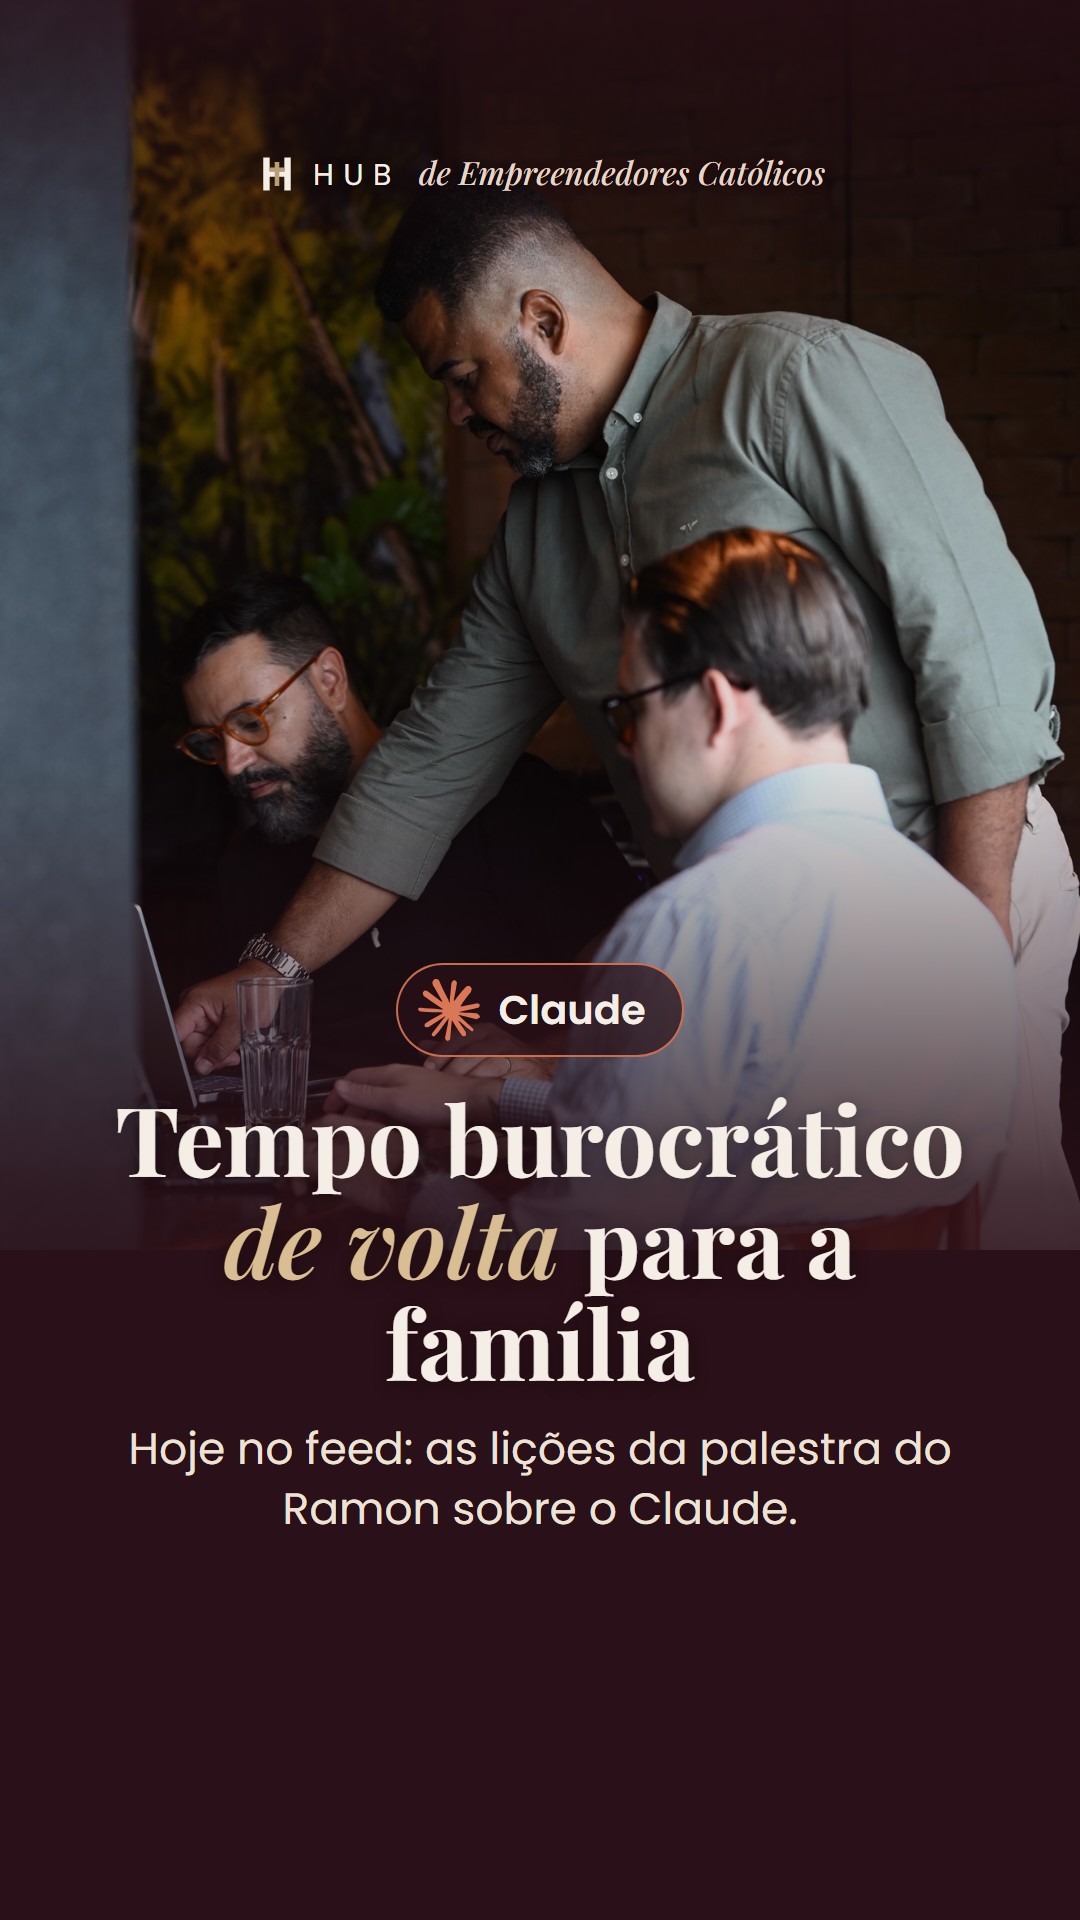 HUB de Empreendedores Católicos
Claude
Tempo burocrático
de volta para a
família
Hoje no feed: as lições da palestra do
Ramon sobre o Claude.